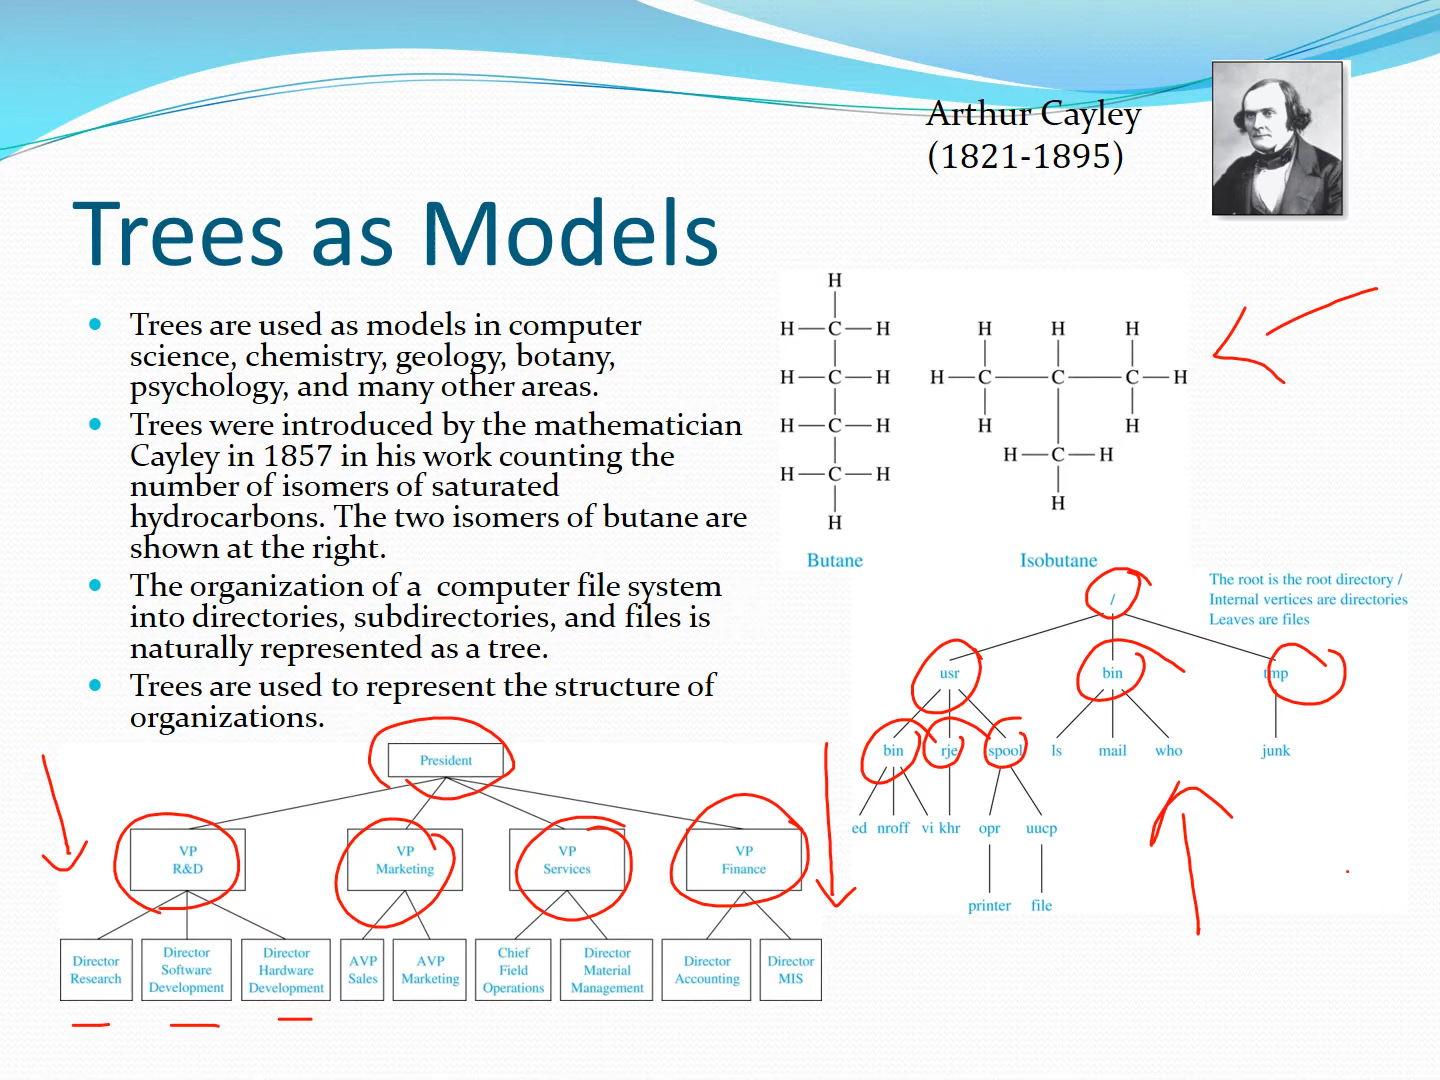 Arthur Cayley
(1821-1895)
Trees as Models
Trees are used as models in computer
science, chemistry, geology, botany,
psychology, and many other areas.
Trees were introduced by the mathematician
Cayley in 1857 in his work counting the
number of isomers of saturated
hydrocarbons. The two isomers of butane are
shown at the right.
The organization of a  computer file system
into directories, subdirectories, and files is
naturally represented as a tree.
Trees are used to represent the structure of
organizations.
H
H C H
H C H
H C H
H C H
H
Butane
H H H
H C C C H
H H
H C H
H
Isobutane
The root is the root directory /
Internal vertices are directories
Leaves are files
/
usr bin tmp
bin rje spool ls mail who junk
ed nroff vi khr opr uucp
printer file
President
VP
R&D
VP
Marketing
VP
Services
VP
Finance
Director
Research
Director
Software
Development
Director
Hardware
Development
AVP
Sales
AVP
Marketing
Chief
Field
Operations
Director
Material
Management
Director
Accounting
Director
MIS